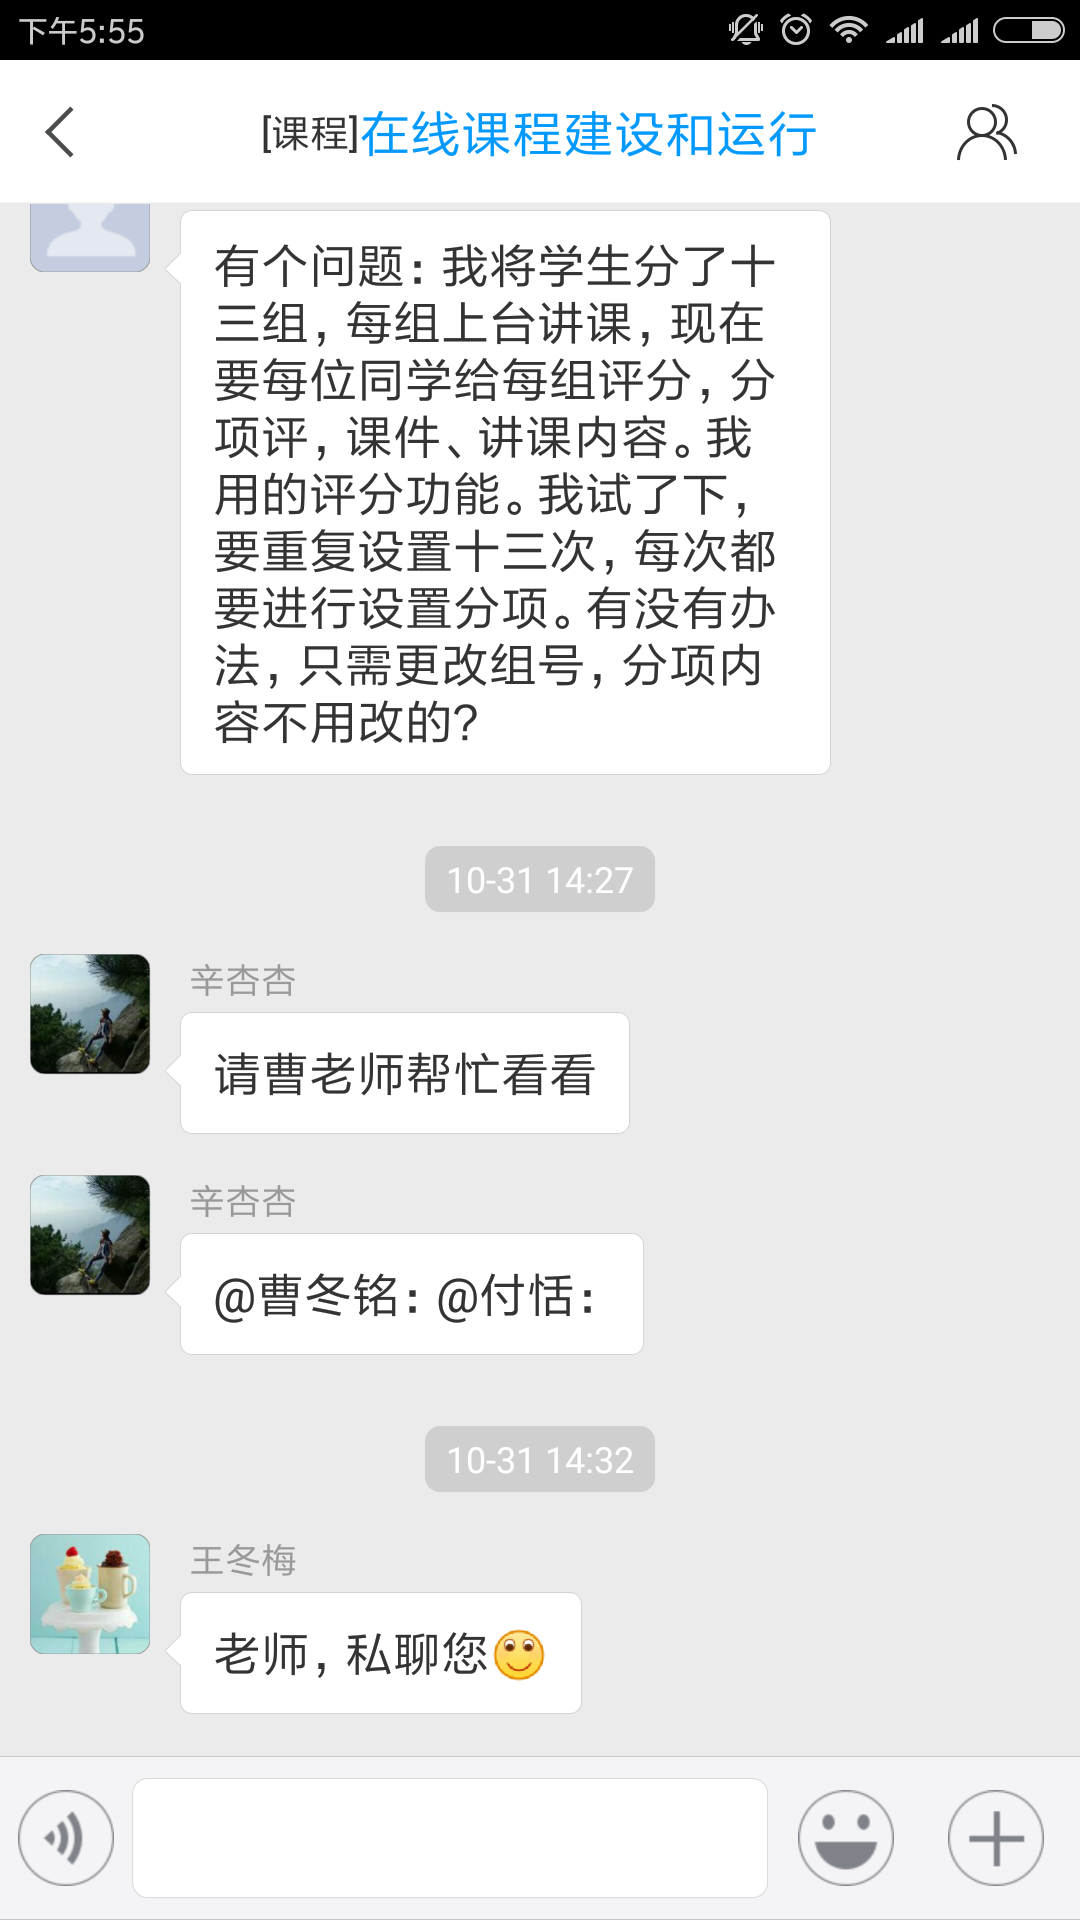 下午5:55
[课程]在线课程建设和运行
有个问题：我将学生分了十
三组，每组上台讲课，现在
要每位同学给每组评分，分
项评，课件、讲课内容。我
用的评分功能。我试了下，
要重复设置十三次，每次都
要进行设置分项。有没有办
法，只需更改组号，分项内
容不用改的？
10-31 14:27
辛杏杏
请曹老师帮忙看看
辛杏杏
@曹冬铭：@付恬：
10-31 14:32
王冬梅
老师，私聊您